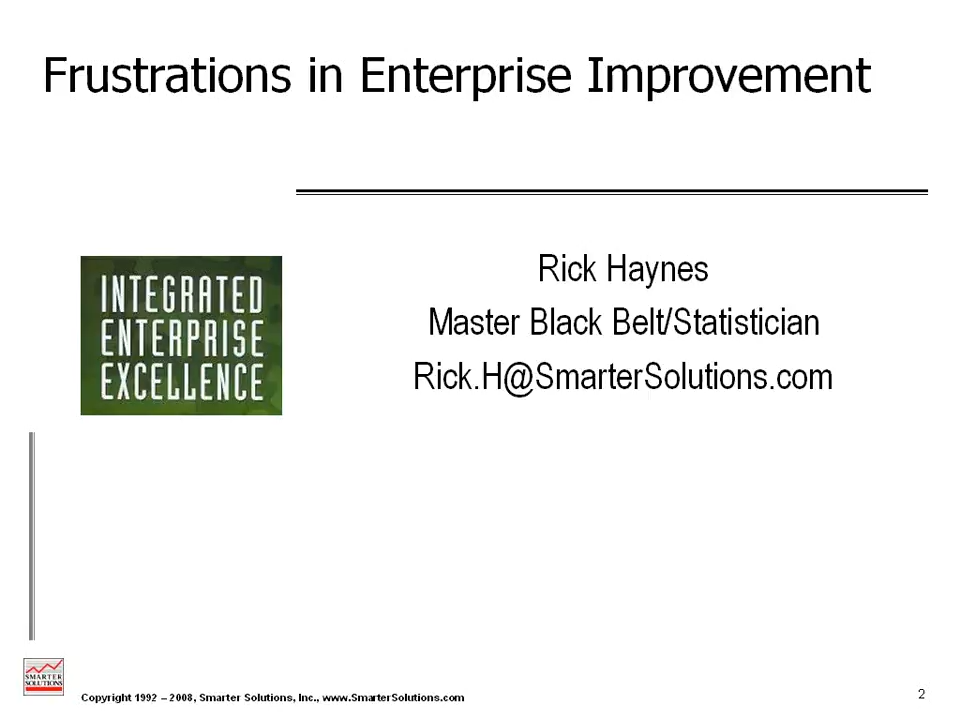 Frustrations in Enterprise Improvement
Rick Haynes
Master Black Belt/Statistician
Rick.H@SmarterSolutions.com
INTEGRATED
ENTERPRISE
EXCELLENCE
SMARTER
SOLUTIONS
Copyright 1992 – 2008, Smarter Solutions, Inc., www.SmarterSolutions.com
2